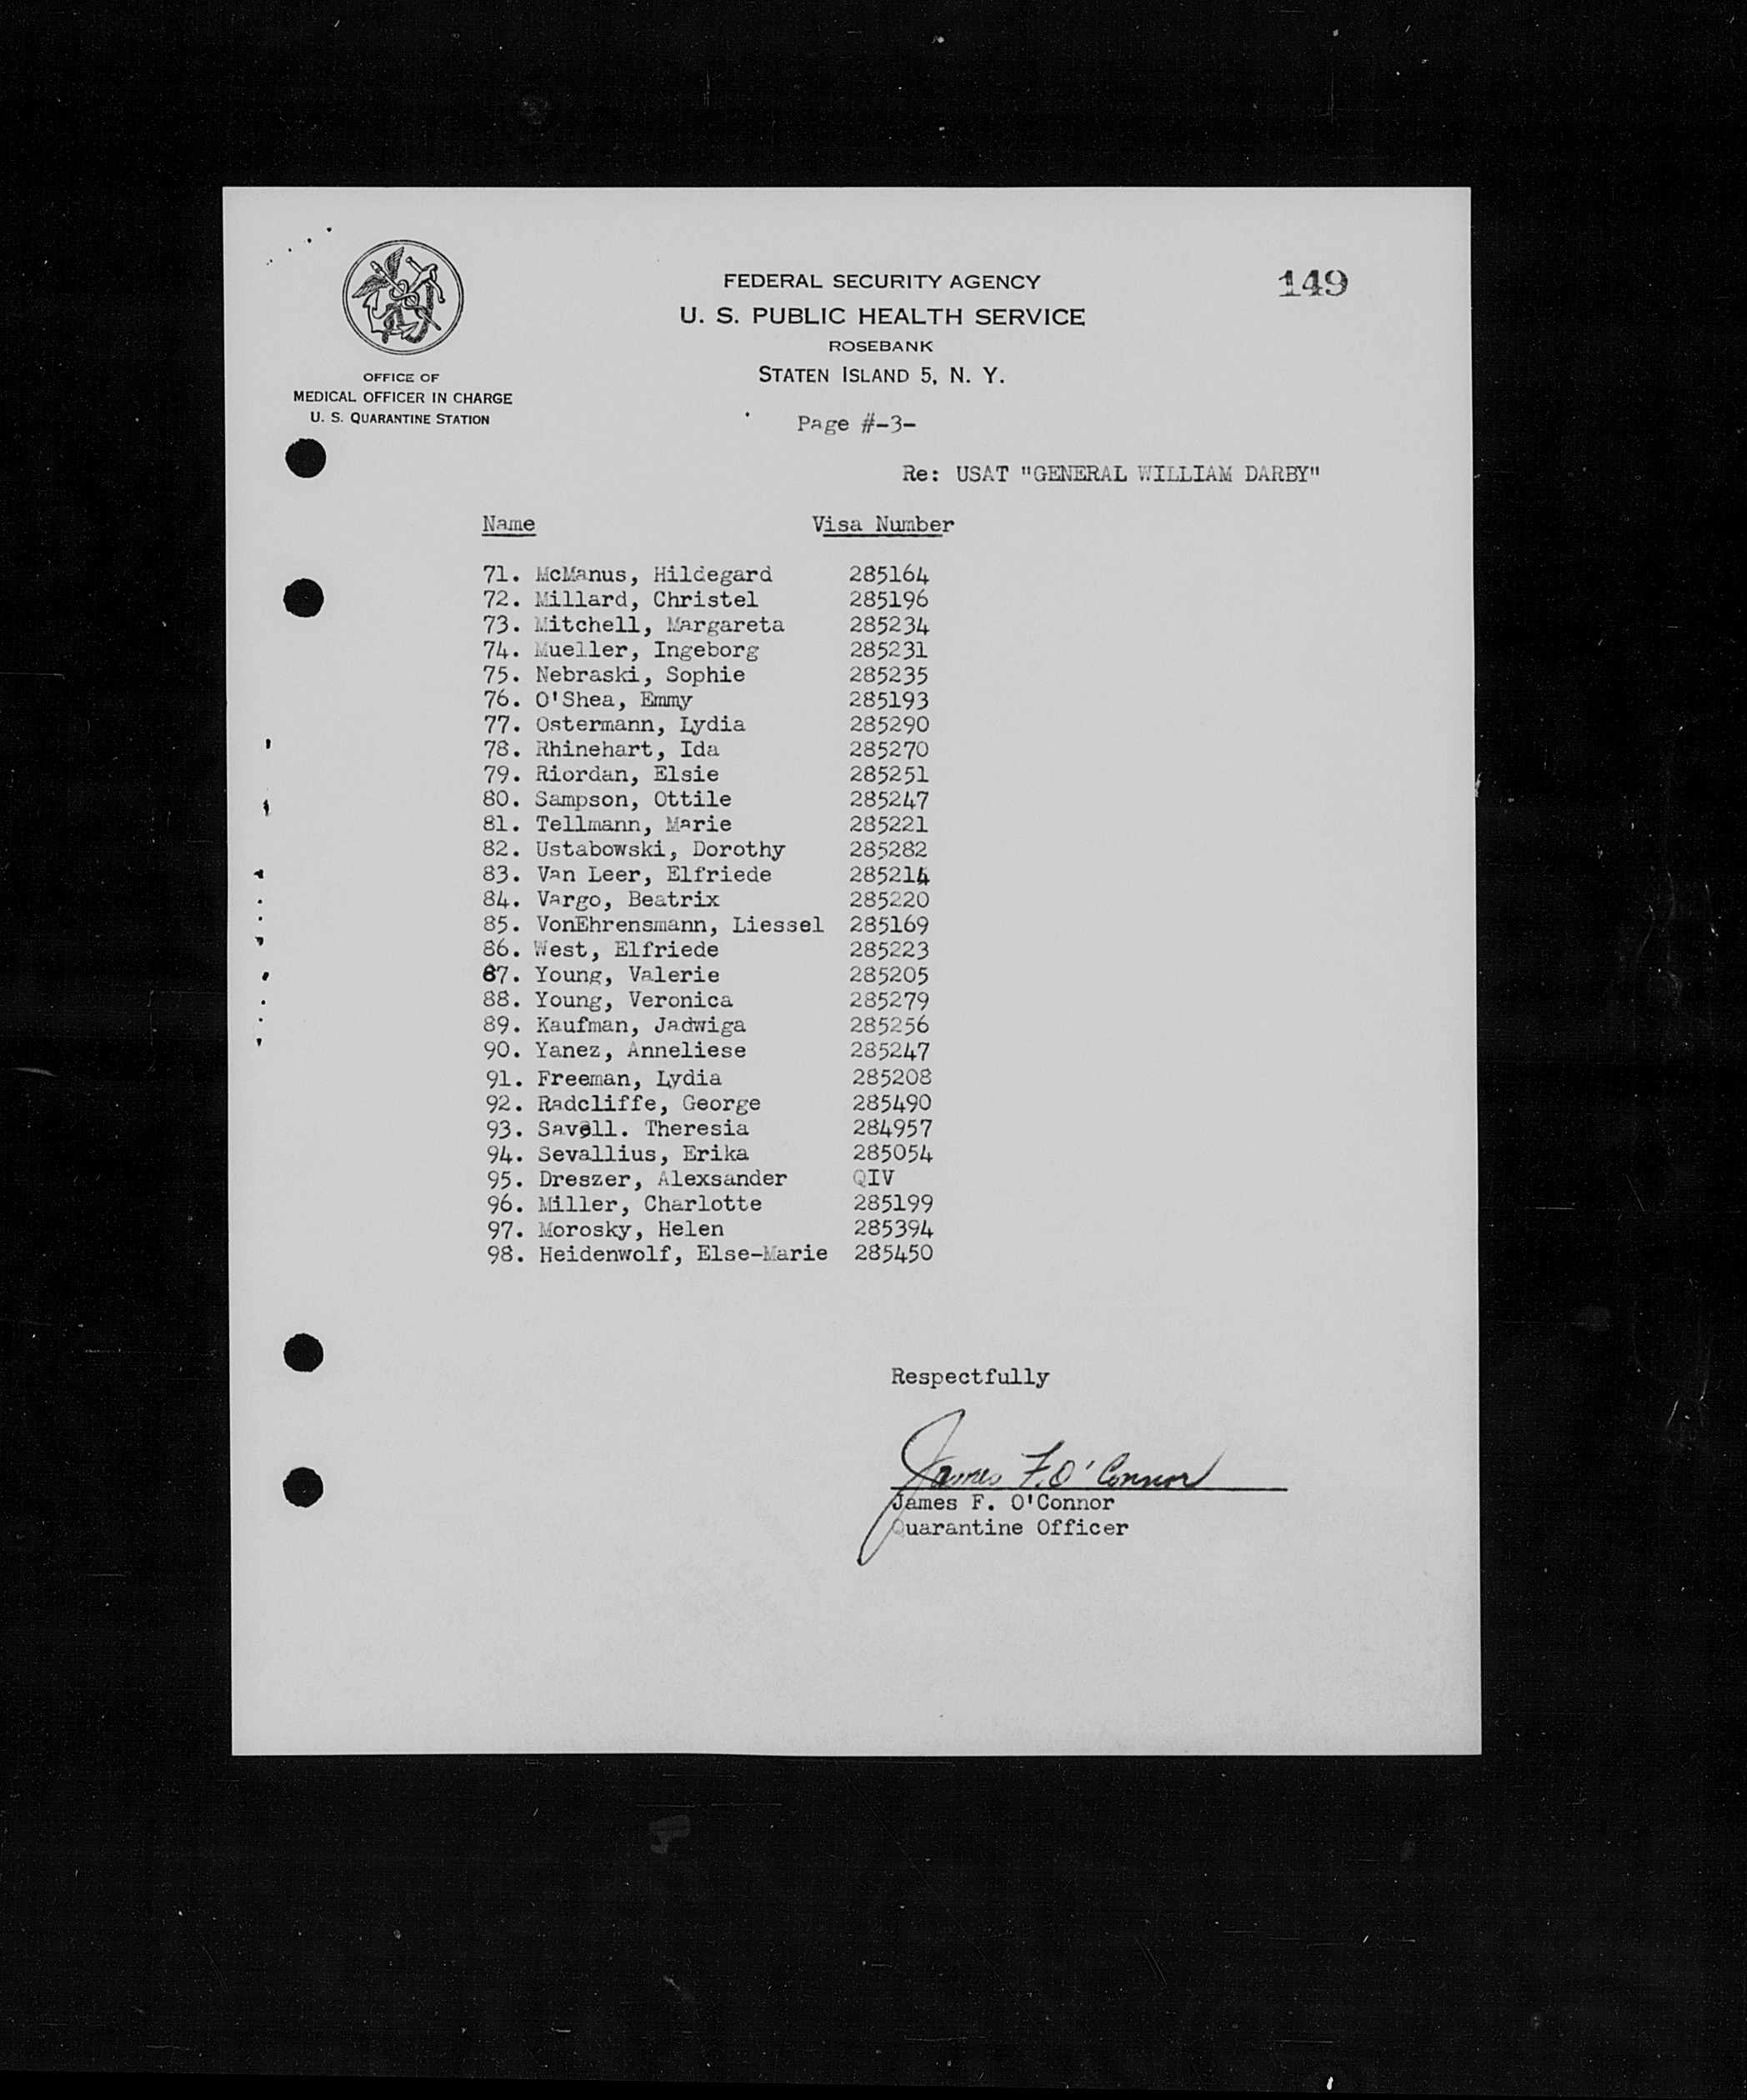 149
FEDERAL SECURITY AGENCY
U. S. PUBLIC HEALTH SERVICE
ROSEBANK
STATEN ISLAND 5, N. Y.
OFFICE OF
MEDICAL OFFICER IN CHARGE
U. S. QUARANTINE STATION
Page #-3-
Re: USAT "GENERAL WILLIAM DARBY"
Name Visa Number
71. McManus, Hildegard 285164
72. Millard, Christel 285196
73. Mitchell, Margareta 285234
74. Mueller, Ingeborg 285231
75. Nebraski, Sophie 285235
76. O'Shea, Emmy 285193
77. Ostermann, Lydia 285290
78. Rhinehart, Ida 285270
79. Riordan, Elsie 285251
80. Sampson, Ottile 285247
81. Tellmann, Marie 285221
82. Ustabowski, Dorothy 285282
83. Van Leer, Elfriede 285214
84. Vargo, Beatrix 285220
85. VonEhrensmann, Liessel 285169
86. West, Elfriede 285223
87. Young, Valerie 285205
88. Young, Veronica 285279
89. Kaufman, Jadwiga 285256
90. Yanez, Anneliese 285247
91. Freeman, Lydia 285208
92. Radcliffe, George 285490
93. Savell. Theresia 284957
94. Sevallius, Erika 285054
95. Dreszer, Alexsander QIV
96. Miller, Charlotte 285199
97. Morosky, Helen 285394
98. Heidenwolf, Else-Marie 285450
Respectfully
James F. O'Connor
James F. O'Connor
Quarantine Officer